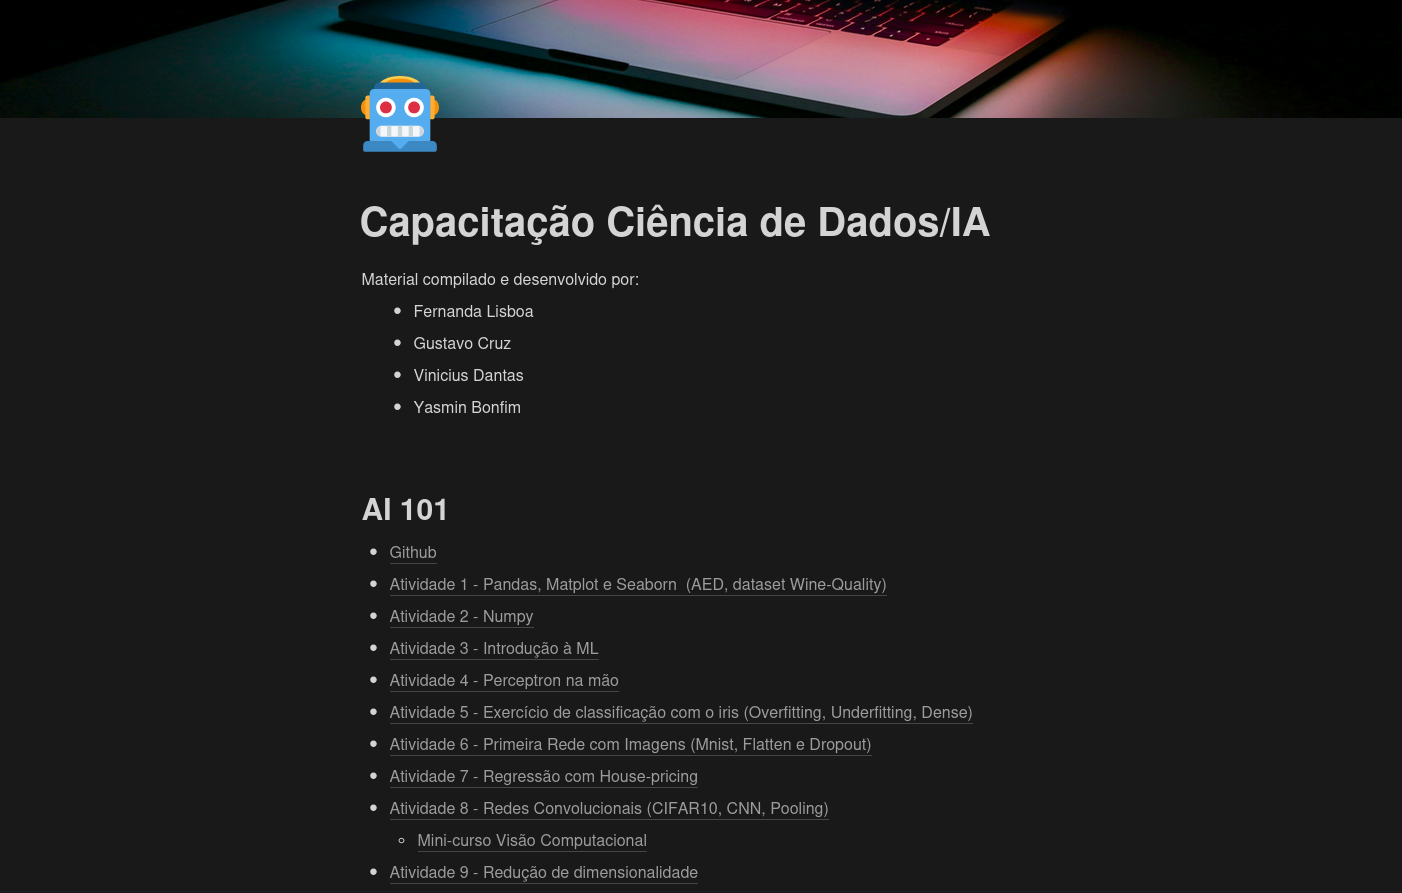 Capacitação Ciência de Dados/IA
Material compilado e desenvolvido por:
Fernanda Lisboa
Gustavo Cruz
Vinicius Dantas
Yasmin Bonfim
AI 101
Github
Atividade 1 - Pandas, Matplot e Seaborn  (AED, dataset Wine-Quality)
Atividade 2 - Numpy
Atividade 3 - Introdução à ML
Atividade 4 - Perceptron na mão
Atividade 5 - Exercício de classificação com o iris (Overfitting, Underfitting, Dense)
Atividade 6 - Primeira Rede com Imagens (Mnist, Flatten e Dropout)
Atividade 7 - Regressão com House-pricing
Atividade 8 - Redes Convolucionais (CIFAR10, CNN, Pooling)
Mini-curso Visão Computacional
Atividade 9 - Redução de dimensionalidade